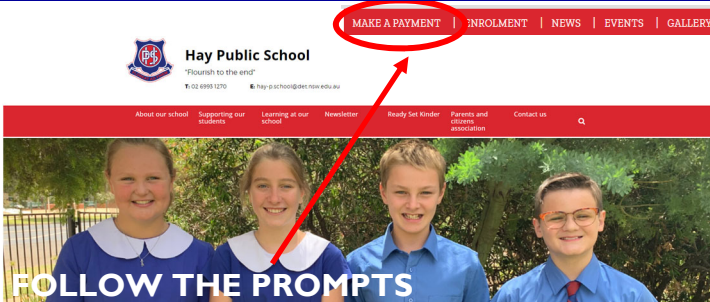 MAKE A PAYMENT | ENROLMENT | NEWS | EVENTS | GALLERY
Hay Public School
"Flourish to the end"
T: 02 6993 1270 E: hay-p.school@det.nsw.edu.au
About our school Supporting our students Learning at our school Newsletter Ready Set Kinder Parents and citizens association Contact us
FOLLOW THE PROMPTS